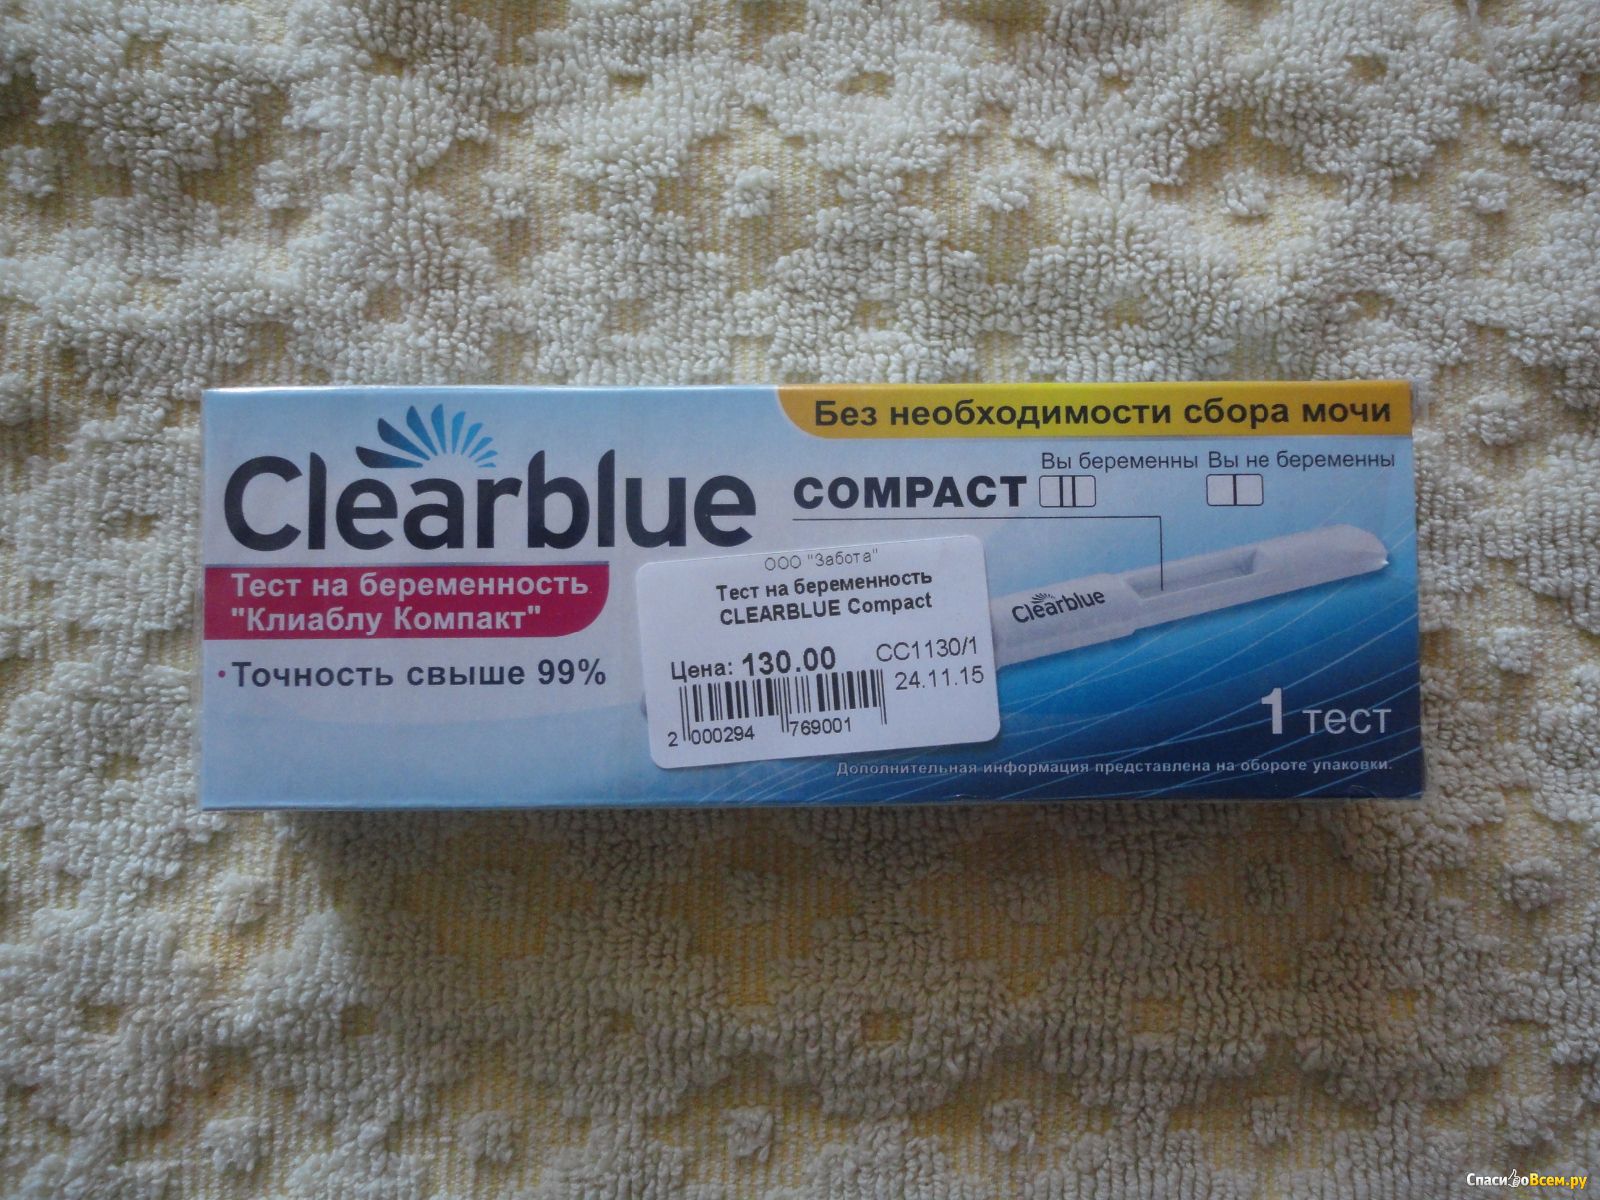 Без необходимости сбора мочи
Clearblue
COMPACT
Вы беременны Вы не беременны
Тест на беременность
"Клиаблу Компакт"
• Точность свыше 99%
ООО "Забота"
Тест на беременность
CLEARBLUE Compact
Цена: 130.00 СС1130/1
24.11.15
2 000294 769001
Clearblue
1 тест
Дополнительная информация представлена на обороте упаковки.
СпасибоВсем.ру